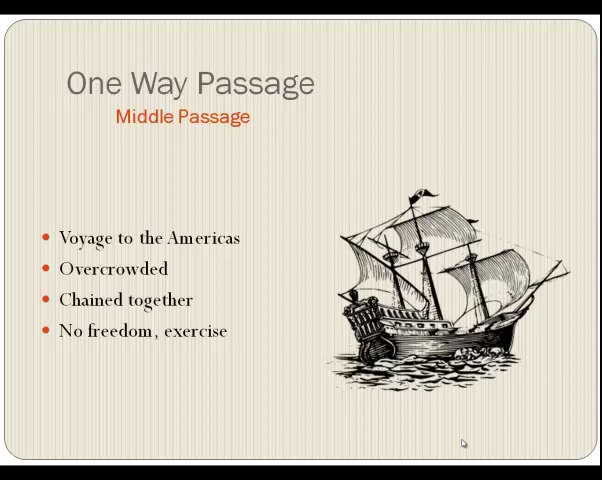 One Way Passage
Middle Passage
Voyage to the Americas
Overcrowded
Chained together
No freedom, exercise